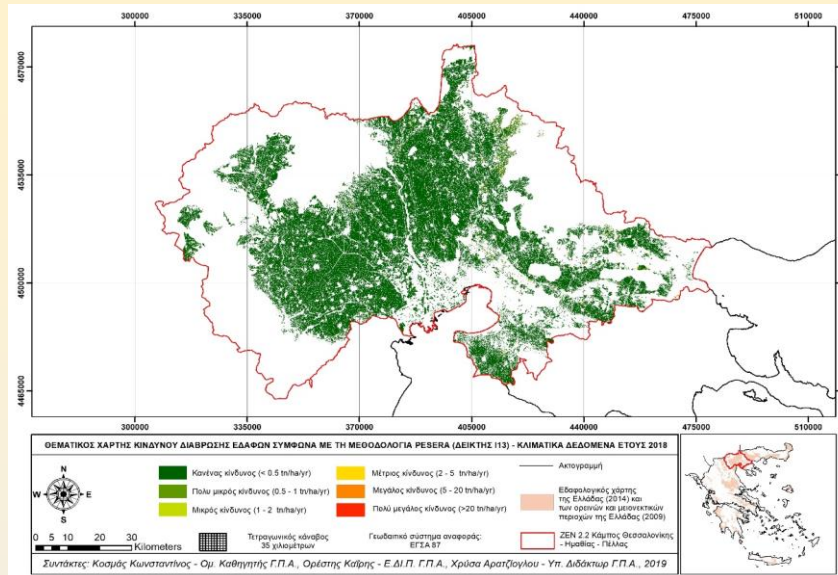 300000 335000 370000 405000 440000 475000 510000
4570000
4535000
4500000
4465000
300000 335000 370000 405000 440000 475000 510000
ΘΕΜΑΤΙΚΟΣ ΧΑΡΤΗΣ ΚΙΝΔΥΝΟΥ ΔΙΑΒΡΩΣΗΣ ΕΔΑΦΩΝ ΣΥΜΦΩΝΑ ΜΕ ΤΗ ΜΕΘΟΔΟΛΟΓΙΑ PESERA (ΔΕΙΚΤΗΣ Ι13) - ΚΛΙΜΑΤΙΚΑ ΔΕΔΟΜΕΝΑ ΕΤΟΥΣ 2018
N
W E
S
Κανένας κίνδυνος (< 0.5 tn/ha/yr)
Πολυ μικρός κίνδυνος (0.5 - 1 tn/ha/yr)
Μικρός κίνδυνος (1 - 2 tn/ha/yr)
Μέτριος κίνδυνος (2 - 5 tn/ha/yr)
Μεγάλος κίνδυνος (5 - 20 tn/ha/yr)
Πολύ μεγάλος κίνδυνος (>20 tn/ha/yr)
Ακτογραμμή
Εδαφολογικός χάρτης
της Ελλάδας (2014) και
των ορεινών και μειονεκτικών
περιοχών της Ελλάδας (2009)
0 5 10 20 30
Kilometers
Τετραγωνικός κάναβος
35 χιλιομέτρων
Γεωδαιτικό σύστημα αναφοράς:
ΕΓΣΑ 87
ΖΕΝ 2.2 Κάμπος Θεσσαλονίκης
- Ημαθίας - Πέλλας
Συντάκτες: Κοσμάς Κωνσταντίνος - Ομ. Καθηγητής Γ.Π.Α., Ορέστης Καΐρης - Ε.ΔΙ.Π. Γ.Π.Α., Χρύσα Αρατζίογλου - Υπ. Διδάκτωρ Γ.Π.Α., 2019